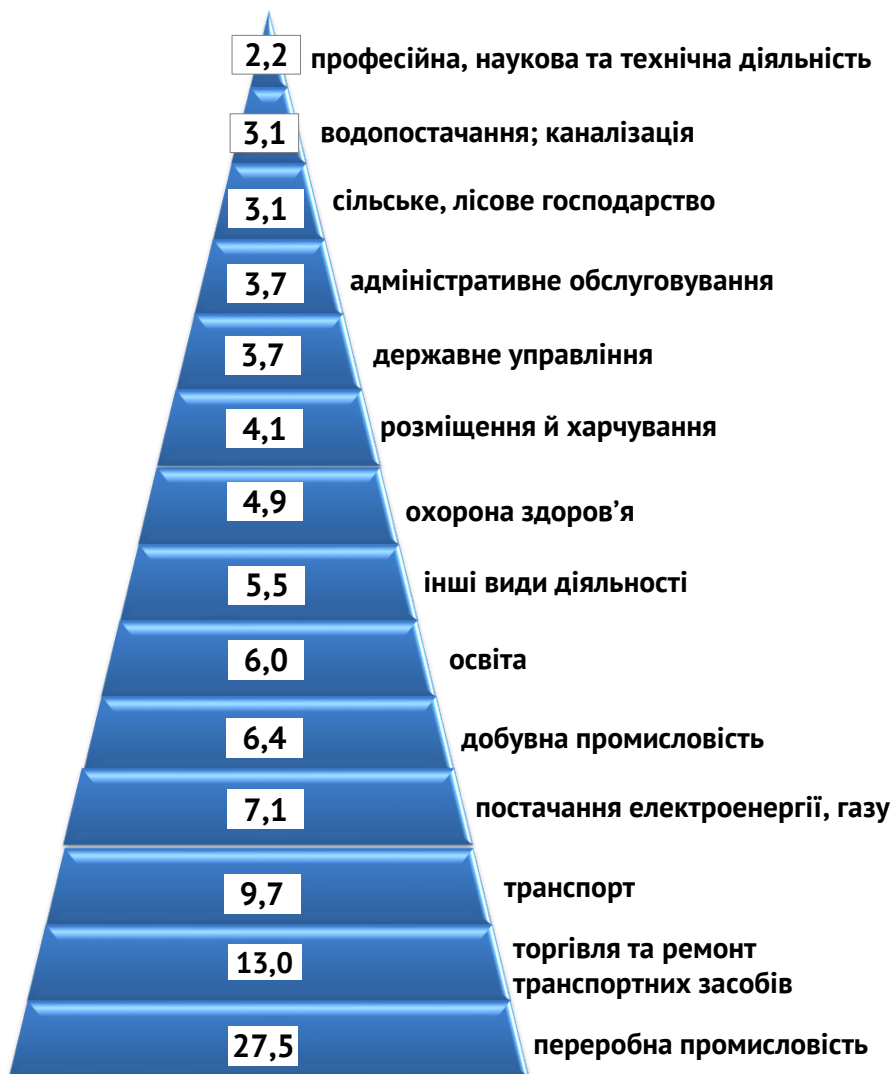 2,2 професійна, наукова та технічна діяльність
3,1 водопостачання; каналізація
3,1 сільське, лісове господарство
3,7 адміністративне обслуговування
3,7 державне управління
4,1 розміщення й харчування
4,9 охорона здоров’я
5,5 інші види діяльності
6,0 освіта
6,4 добувна промисловість
7,1 постачання електроенергії, газу
9,7 транспорт
13,0 торгівля та ремонт
транспортних засобів
27,5 переробна промисловість